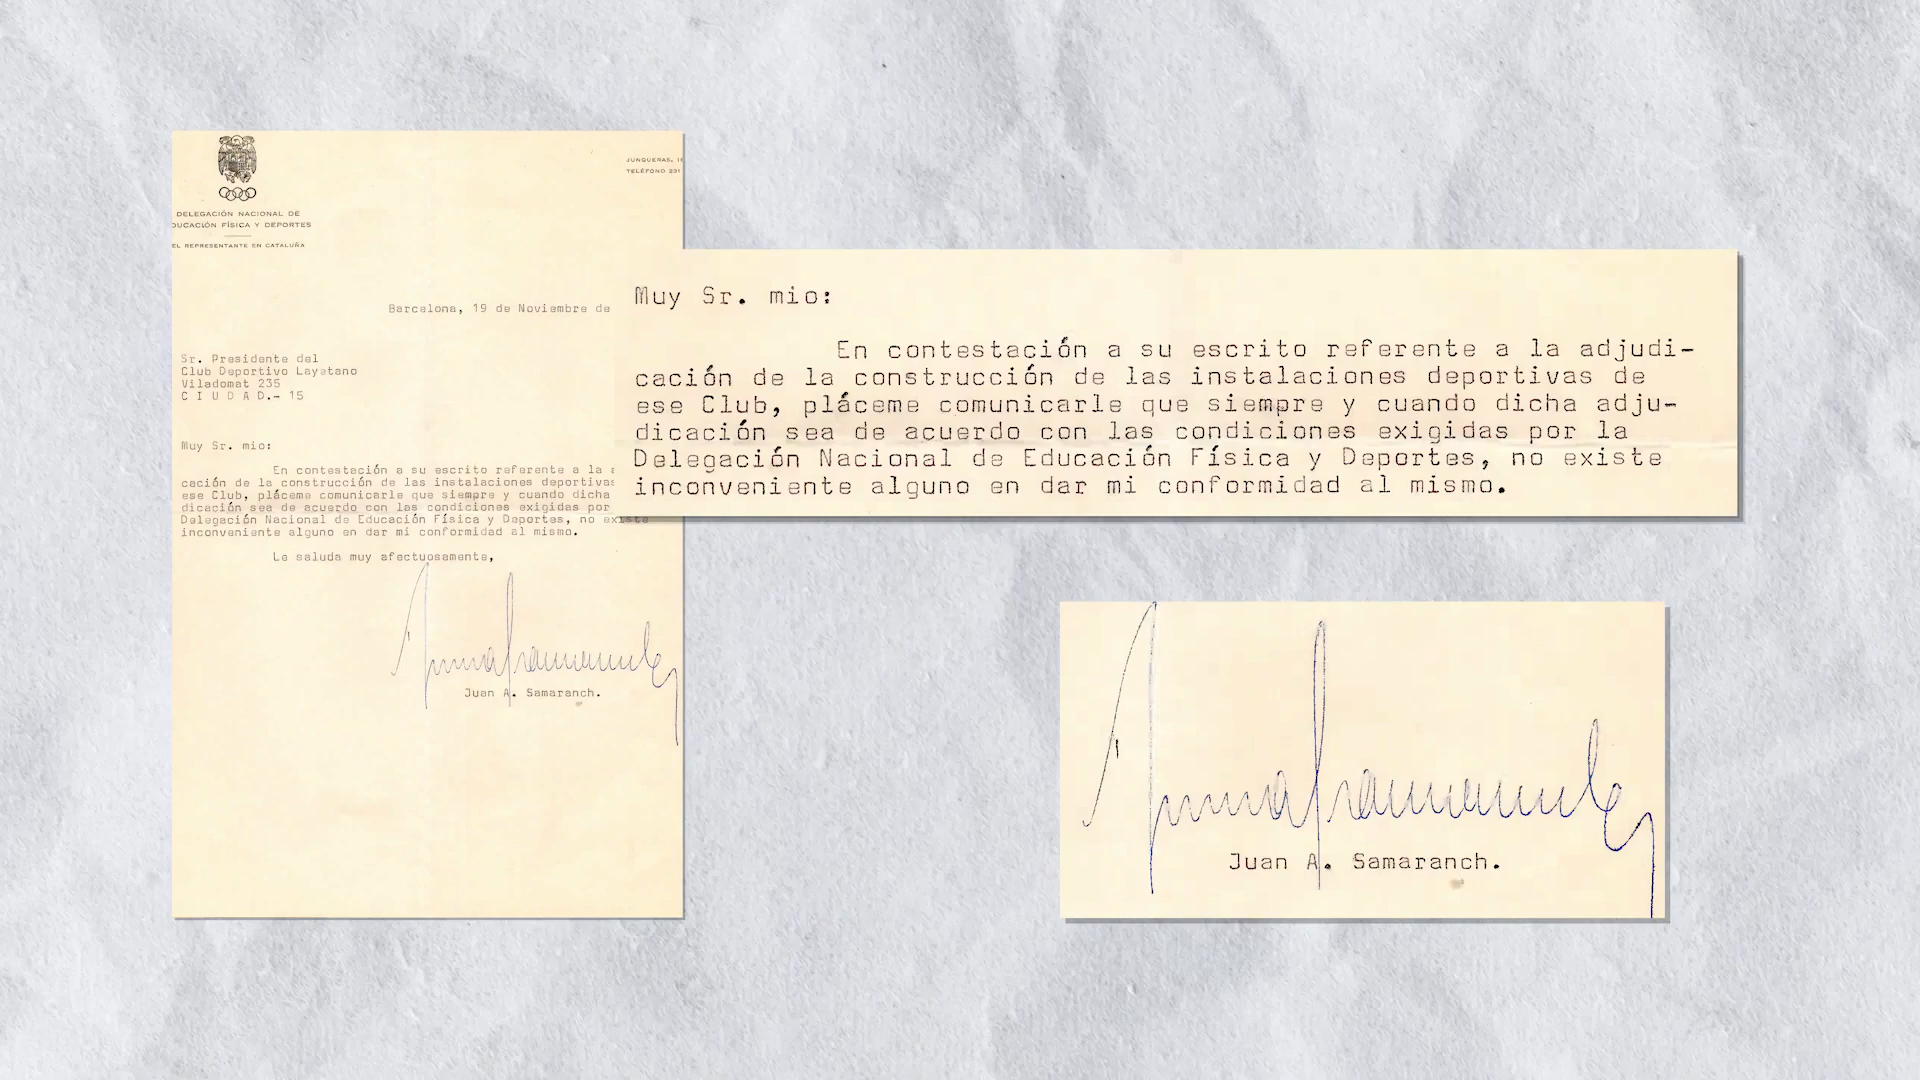 JUNQUERAS,
TELÉFONO 231
DELEGACIÓN NACIONAL DE
DUCACIÓN FÍSICA Y DEPORTES
EL REPRESENTANTE EN CATALUÑA
Barcelona, 19 de Noviembre de
Sr. Presidente del
Club Deportivo Layetano
Viladomat 235
C I U D A D.- 15
Muy Sr. mio:
En contestación a su escrito referente a la
cación de la construcción de las instalaciones deportivas
ese Club, pláceme comunicarle que siempre y cuando dicha
dicación sea de acuerdo con las condiciones exigidas por
Delegación Nacional de Educación Física y Deportes, no existe
inconveniente alguno en dar mi conformidad al mismo.
Le saluda muy afectuosamente,
Juan A. Samaranch.
Muy Sr. mio:
En contestación a su escrito referente a la adjudi-
cación de la construcción de las instalaciones deportivas de
ese Club, pláceme comunicarle que siempre y cuando dicha adju-
dicación sea de acuerdo con las condiciones exigidas por la
Delegación Nacional de Educación Física y Deportes, no existe
inconveniente alguno en dar mi conformidad al mismo.
Juan A. Samaranch.